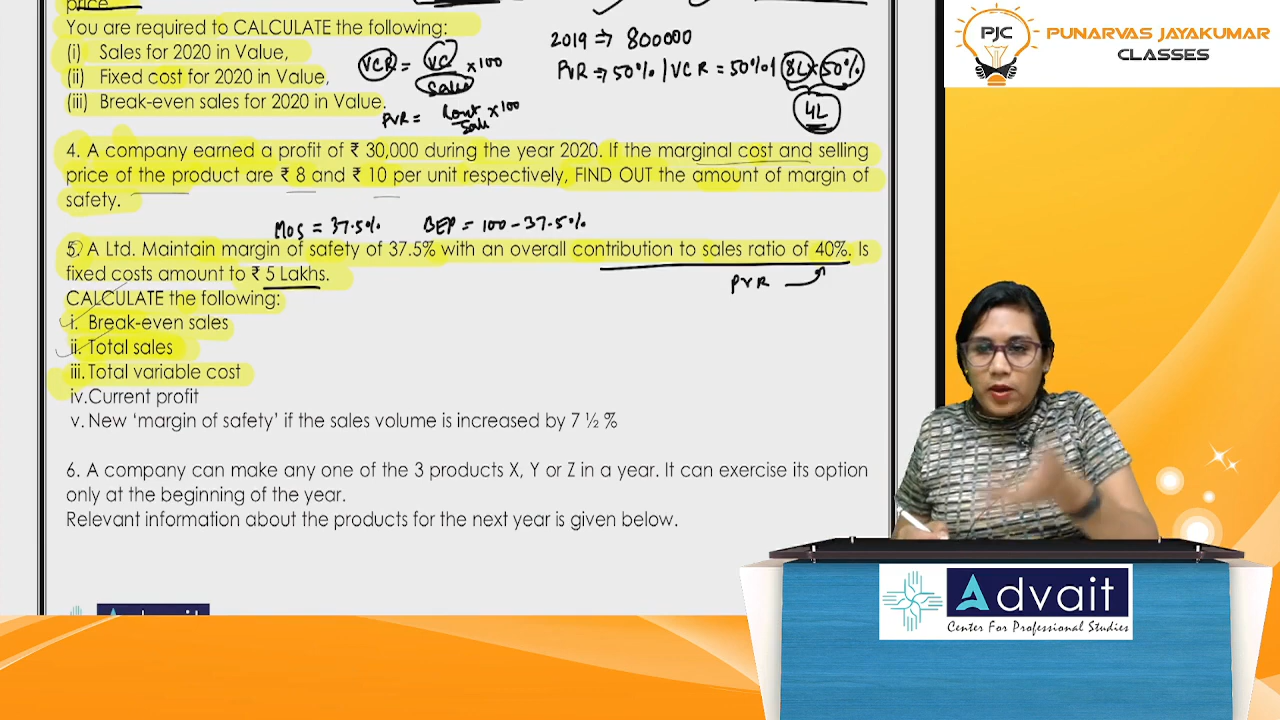 price.
You are required to CALCULATE the following:
(i) Sales for 2020 in Value,
(ii) Fixed cost for 2020 in Value,
(iii) Break-even sales for 2020 in Value.
VCR = VC / Sales × 100
PVR = Cont / Sale × 100
2019 ⇒ 800000
PVR → 50% / VCR = 50% / 8L × 50%
4L
4. A company earned a profit of ₹ 30,000 during the year 2020. If the marginal cost and selling
price of the product are ₹ 8 and ₹ 10 per unit respectively, FIND OUT the amount of margin of
safety.
MOS = 37.5% BEP = 100 - 37.5%
5. A Ltd. Maintain margin of safety of 37.5% with an overall contribution to sales ratio of 40%. Is
fixed costs amount to ₹ 5 Lakhs.
PVR
CALCULATE the following:
i. Break-even sales
ii. Total sales
iii. Total variable cost
iv. Current profit
v. New ‘margin of safety’ if the sales volume is increased by 7 ½ %
6. A company can make any one of the 3 products X, Y or Z in a year. It can exercise its option
only at the beginning of the year.
Relevant information about the products for the next year is given below.
PJC
PUNARVAS JAYAKUMAR
CLASSES
Advait
Center For Professional Studies